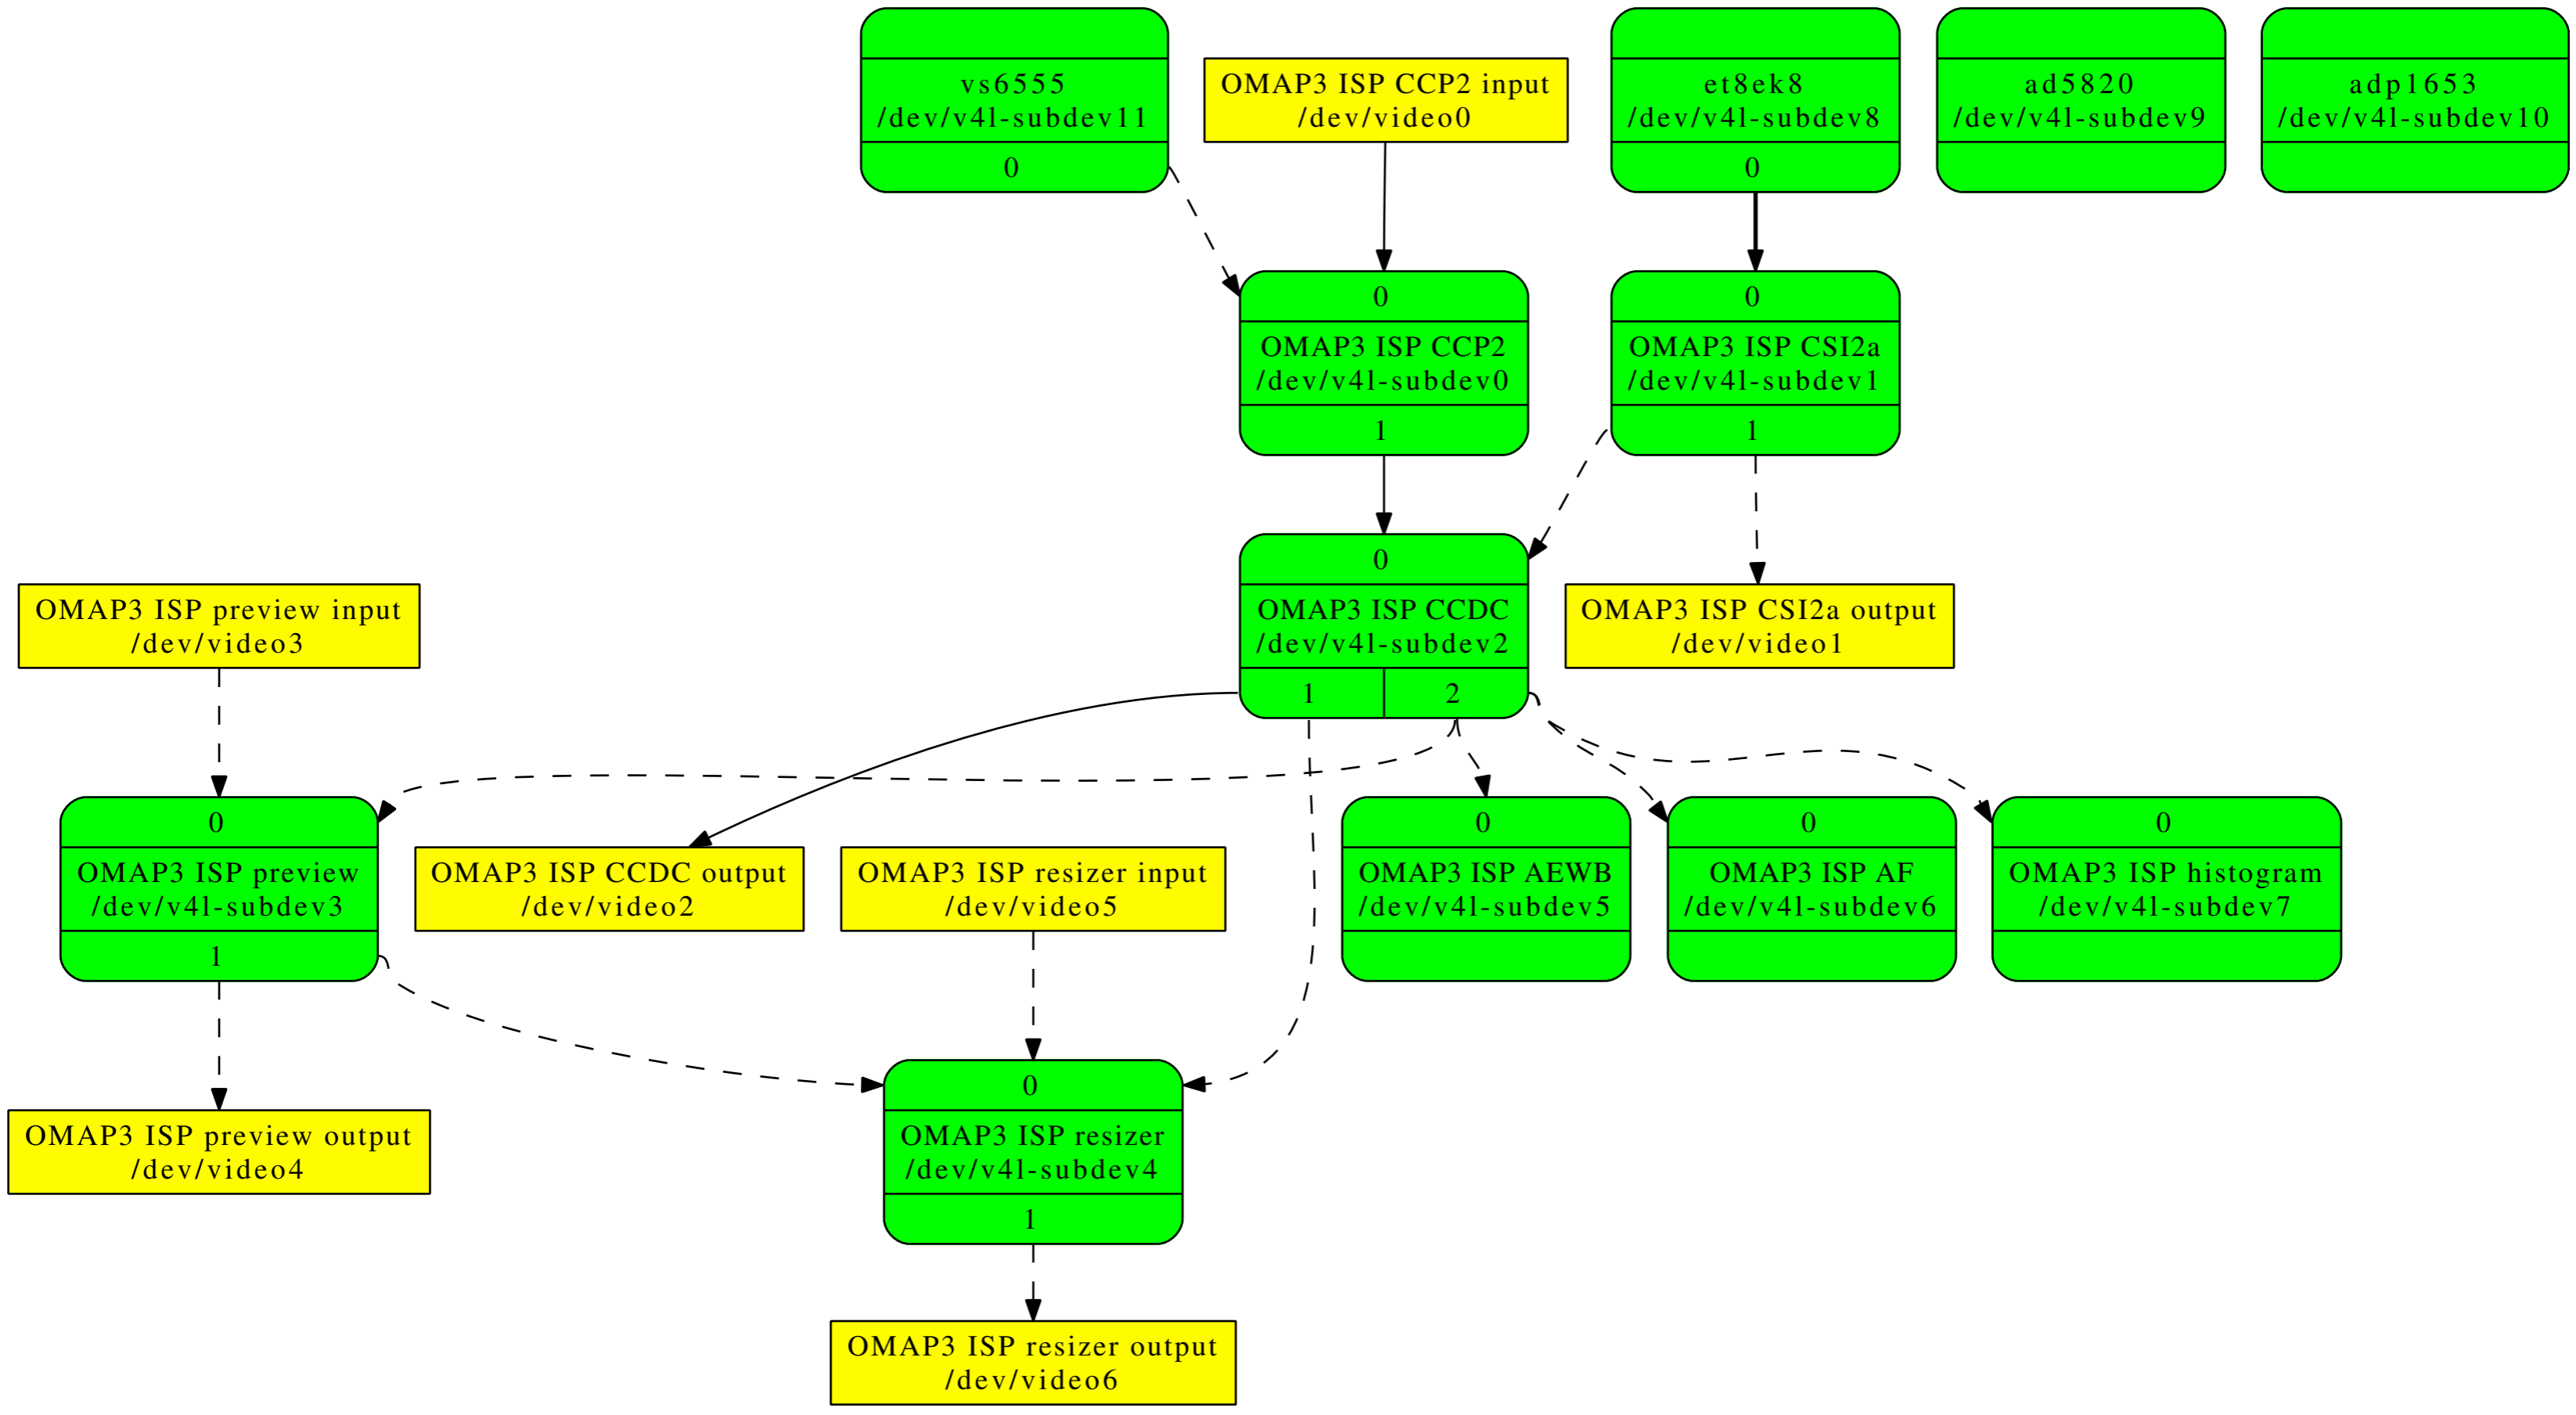 vs6555
/dev/v4l-subdev11
0
OMAP3 ISP CCP2 input
/dev/video0
et8ek8
/dev/v4l-subdev8
0
ad5820
/dev/v4l-subdev9
adp1653
/dev/v4l-subdev10
0
OMAP3 ISP CCP2
/dev/v4l-subdev0
1
0
OMAP3 ISP CSI2a
/dev/v4l-subdev1
1
OMAP3 ISP preview input
/dev/video3
0
OMAP3 ISP CCDC
/dev/v4l-subdev2
1
2
OMAP3 ISP CSI2a output
/dev/video1
0
OMAP3 ISP preview
/dev/v4l-subdev3
1
OMAP3 ISP CCDC output
/dev/video2
OMAP3 ISP resizer input
/dev/video5
0
OMAP3 ISP AEWB
/dev/v4l-subdev5
0
OMAP3 ISP AF
/dev/v4l-subdev6
0
OMAP3 ISP histogram
/dev/v4l-subdev7
OMAP3 ISP preview output
/dev/video4
0
OMAP3 ISP resizer
/dev/v4l-subdev4
1
OMAP3 ISP resizer output
/dev/video6